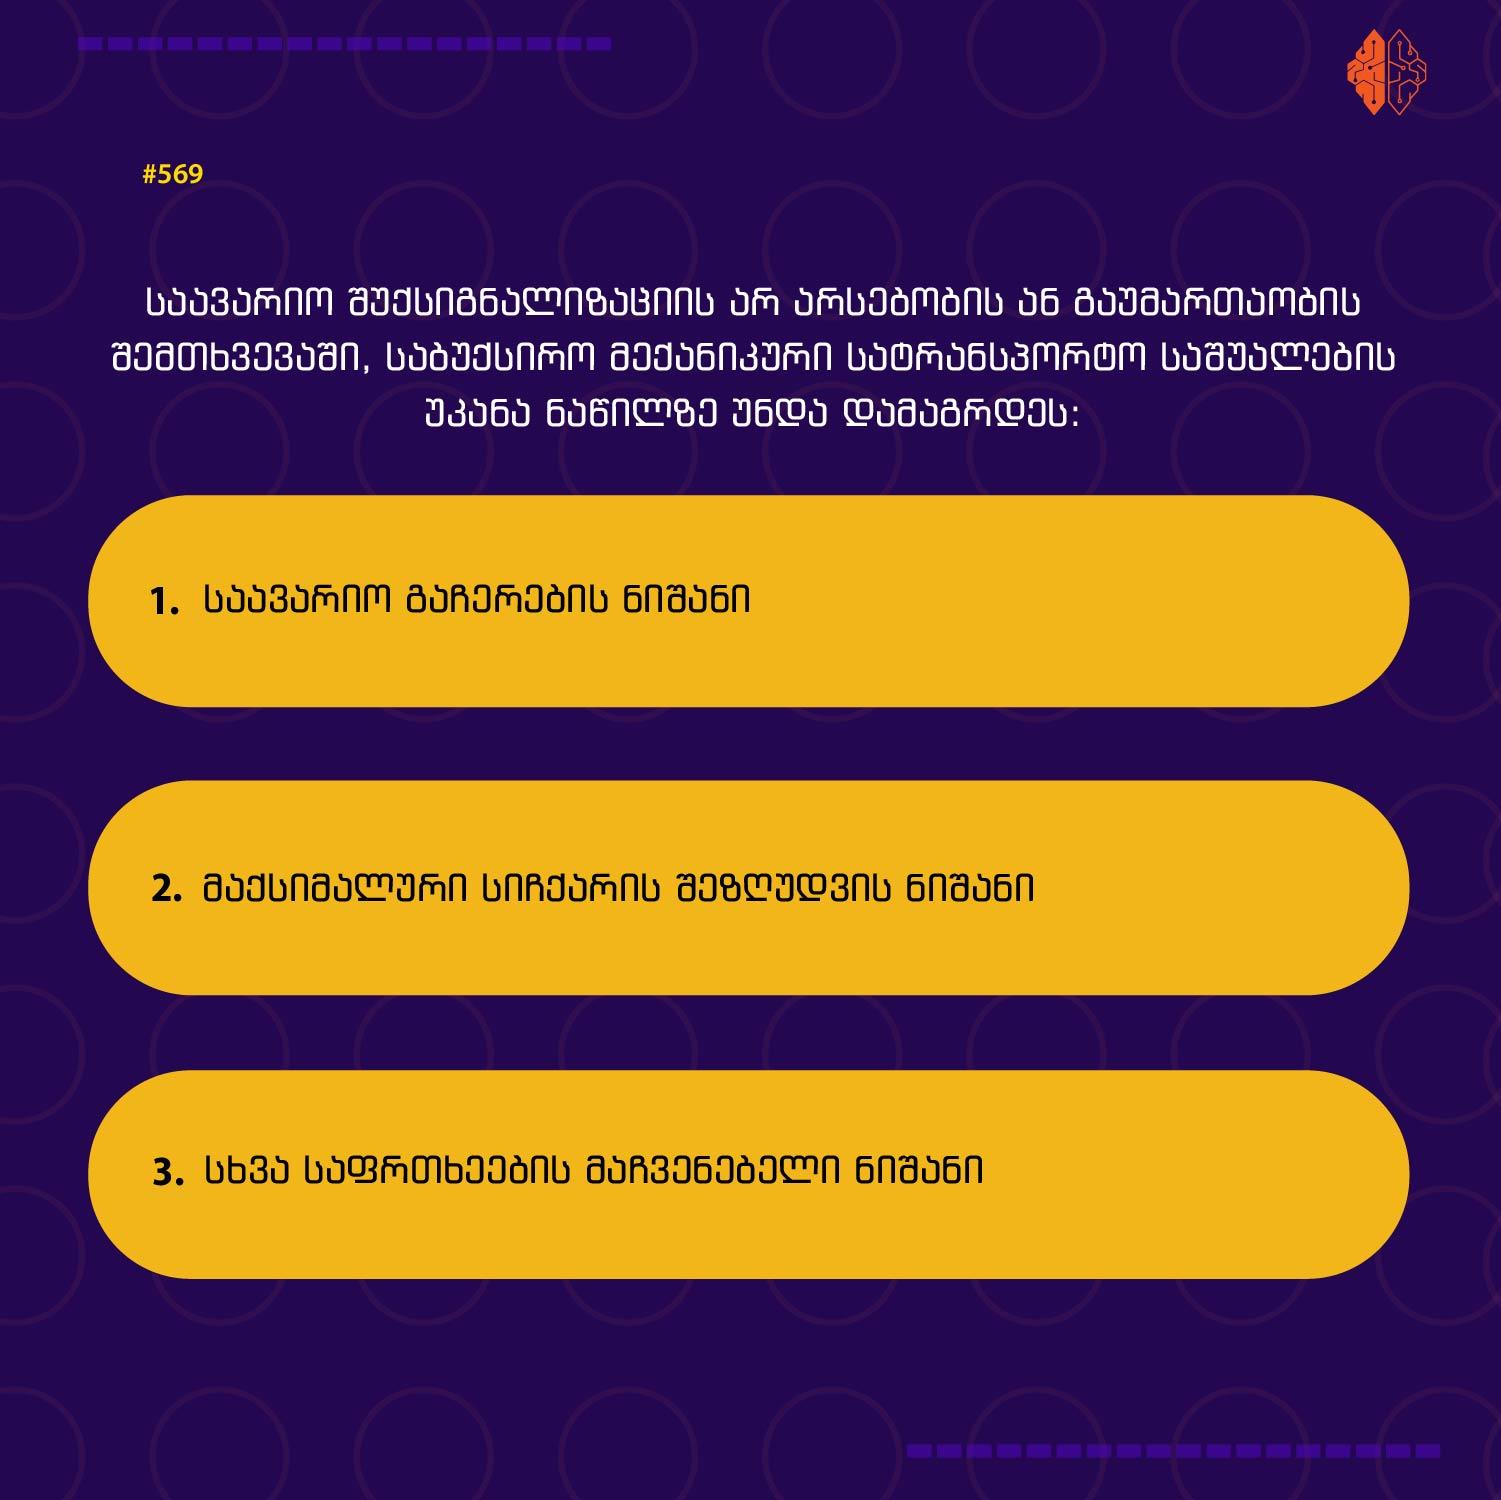 #569
საავარიო შუქსიგნალიზაციის არ არსებობის ან გაუმართაობის
შემთხვევაში, საბუქსირო მექანიკური სატრანსპორტო საშუალების
უკანა ნაწილზე უნდა დამაგრდეს:
1. საავარიო გაჩერების ნიშანი
2. მაქსიმალური სიჩქარის შეზღუდვის ნიშანი
3. სხვა საფრთხეების მაჩვენებელი ნიშანი